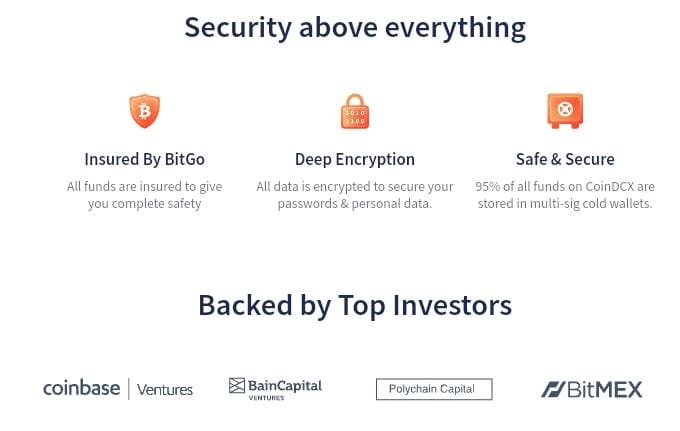 Security above everything
1010
1100
Insured By BitGo Deep Encryption Safe & Secure
All funds are insured to give All data is encrypted to secure your 95% of all funds on CoinDCX are
you complete safety passwords & personal data. stored in multi-sig cold wallets.
Backed by Top Investors
coinbase | Ventures BainCapital Polychain Capital BitMEX
VENTURES